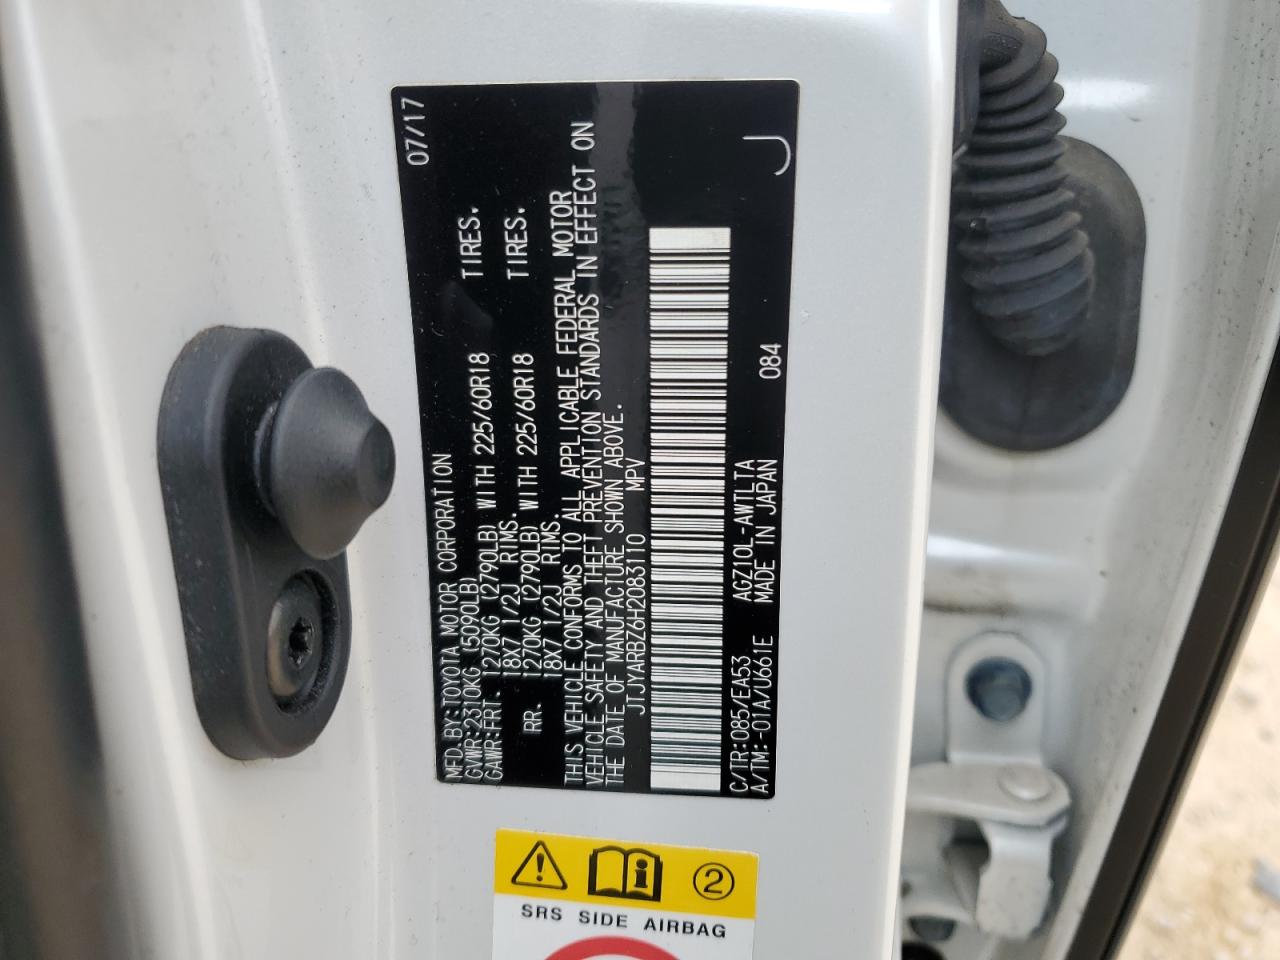 07/17
MFD. BY: TOYOTA MOTOR CORPORATION
GVWR: 2310KG (5090LB)
GAWR: FRT. 1270KG (2790LB) WITH 225/60R18 TIRES.
18X7 1/2J RIMS.
RR. 1270KG (2790LB) WITH 225/60R18 TIRES.
18X7 1/2J RIMS.
THIS VEHICLE CONFORMS TO ALL APPLICABLE FEDERAL MOTOR
VEHICLE SAFETY AND THEFT PREVENTION STANDARDS IN EFFECT ON
THE DATE OF MANUFACTURE SHOWN ABOVE.
JTJYARBZ6H2083110 MPV
C/TR: 085/EA53 AGZ10L-AWTLTA 084
A/TM: -01A/U661E MADE IN JAPAN
J
2
SRS SIDE AIRBAG